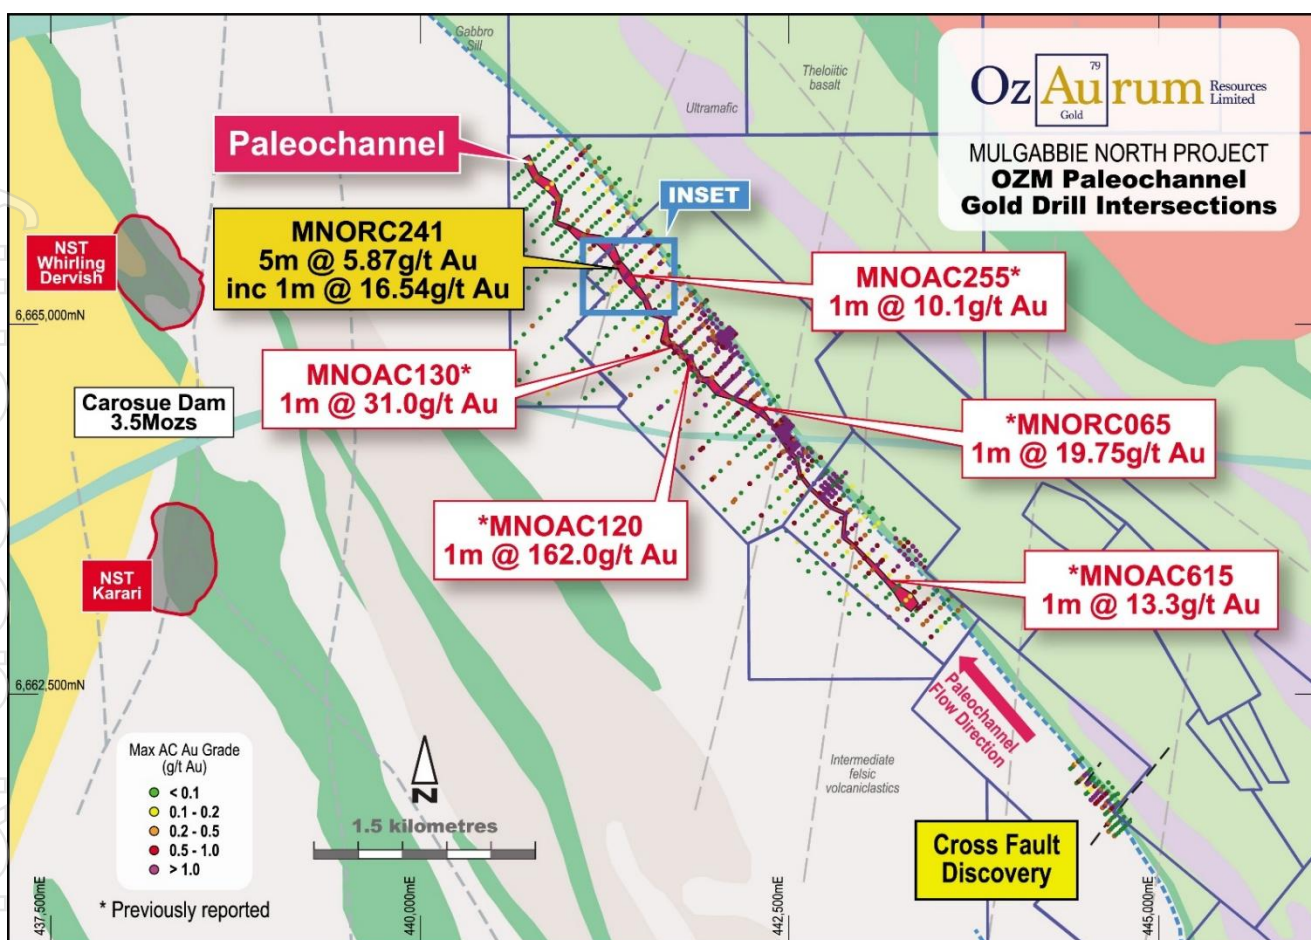 Gabbro
Sill
Theloiitic
basalt
Ultramafic
Oz Au rum Resources
Limited
79
Gold
MULGABBIE NORTH PROJECT
OZM Paleochannel
Gold Drill Intersections
Paleochannel
INSET
MNORC241
5m @ 5.87g/t Au
inc 1m @ 16.54g/t Au
NST
Whirling
Dervish
MNOAC255*
1m @ 10.1g/t Au
6,665,000mN
MNOAC130*
1m @ 31.0g/t Au
Carosue Dam
3.5Mozs
*MNORC065
1m @ 19.75g/t Au
*MNOAC120
1m @ 162.0g/t Au
NST
Karari
*MNOAC615
1m @ 13.3g/t Au
6,662,500mN
Paleochannel
Flow Direction
Max AC Au Grade
(g/t Au)
< 0.1
0.1 - 0.2
0.2 - 0.5
0.5 - 1.0
> 1.0
* Previously reported
N
1.5 kilometres
Intermediate
felsic
volcaniclastics
Cross Fault
Discovery
437,500mE
440,000mE
442,500mE
445,000mE